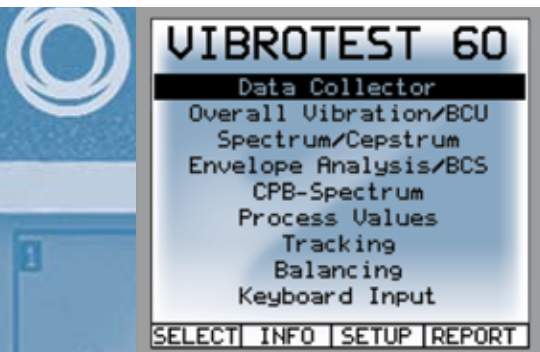 VIBROTEST 60
Data Collector
Overall Vibration/BCU
Spectrum/Cepstrum
Envelope Analysis/BCS
CPB-Spectrum
Process Values
Tracking
Balancing
Keyboard Input
SELECT INFO SETUP REPORT
1